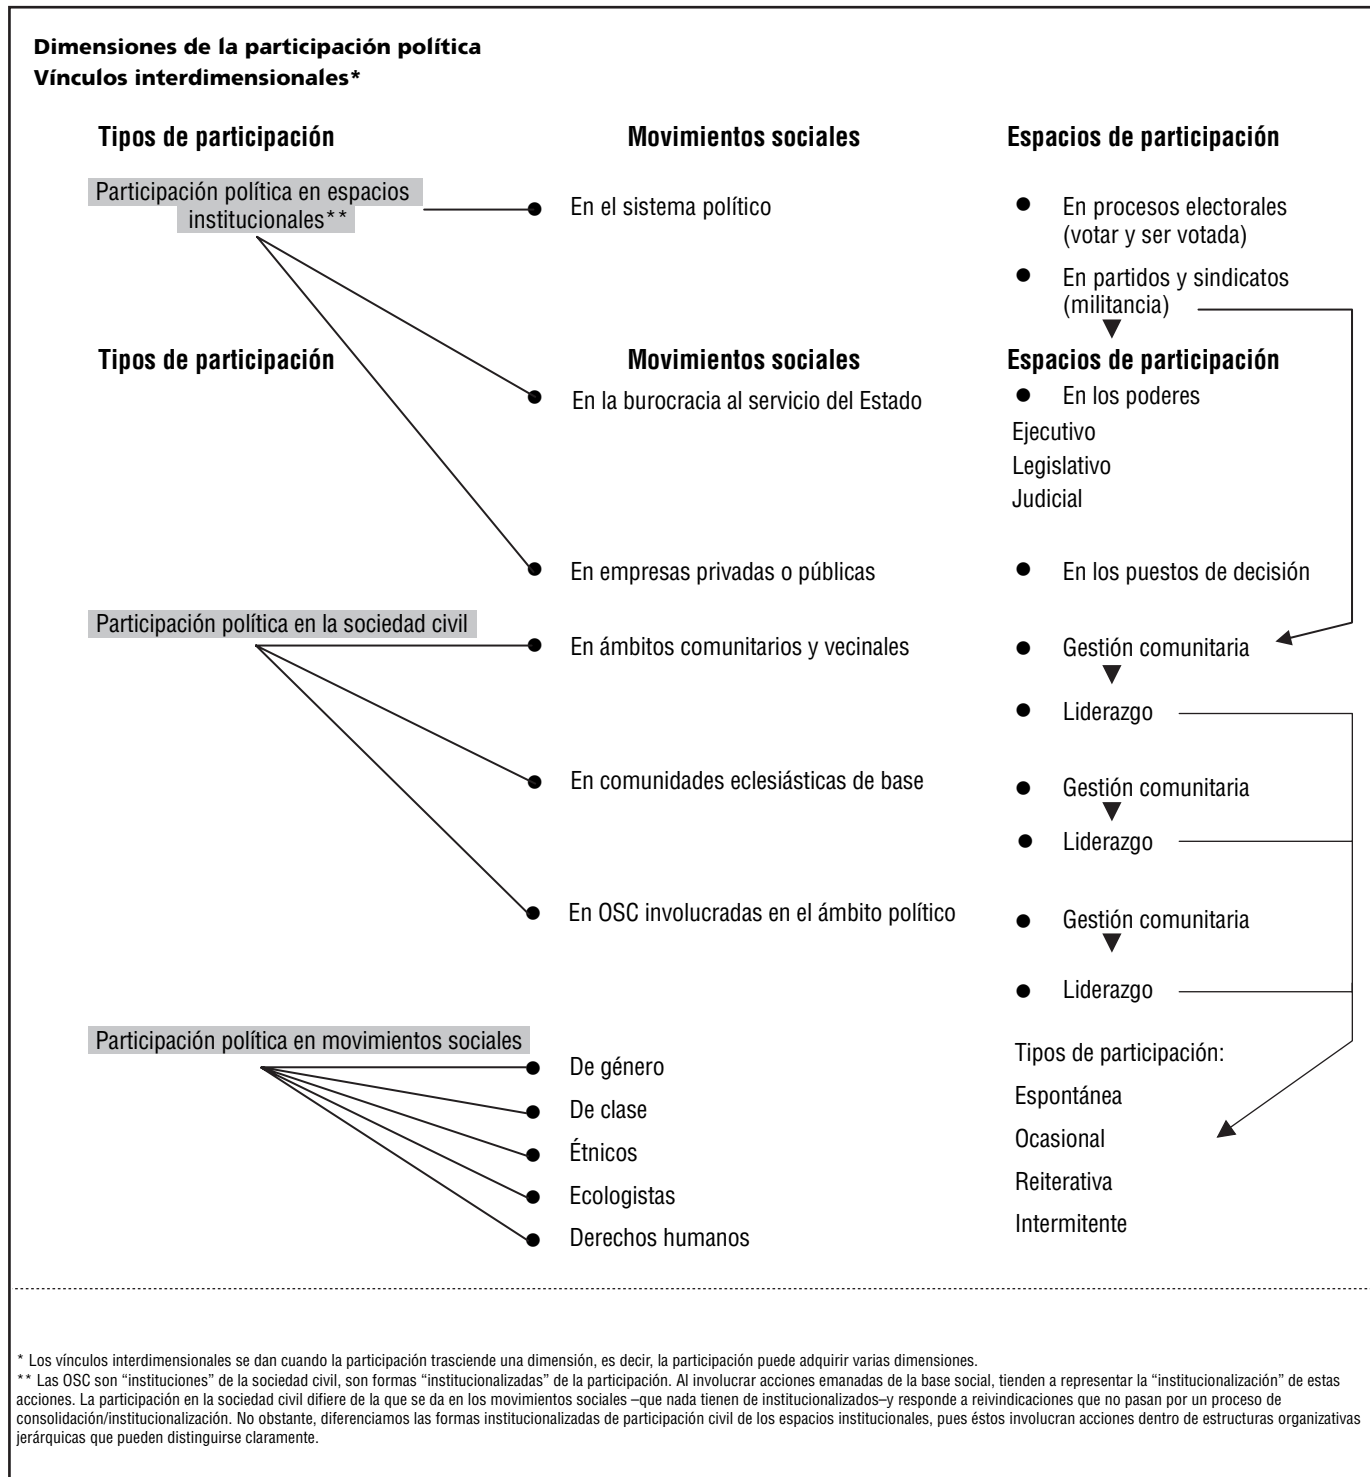 Dimensiones de la participación política
Vínculos interdimensionales*
Tipos de participación
Movimientos sociales
Espacios de participación
Participación política en espacios
institucionales**
En el sistema político
En procesos electorales
(votar y ser votada)
En partidos y sindicatos
(militancia)
Tipos de participación
Movimientos sociales
Espacios de participación
En la burocracia al servicio del Estado
En los poderes
Ejecutivo
Legislativo
Judicial
En empresas privadas o públicas
En los puestos de decisión
Participación política en la sociedad civil
En ámbitos comunitarios y vecinales
Gestión comunitaria
Liderazgo
En comunidades eclesiásticas de base
Gestión comunitaria
Liderazgo
En OSC involucradas en el ámbito político
Gestión comunitaria
Liderazgo
Participación política en movimientos sociales
De género
De clase
Étnicos
Ecologistas
Derechos humanos
Tipos de participación:
Espontánea
Ocasional
Reiterativa
Intermitente
* Los vínculos interdimensionales se dan cuando la participación trasciende una dimensión, es decir, la participación puede adquirir varias dimensiones.
** Las OSC son “instituciones” de la sociedad civil, son formas “institucionalizadas” de la participación. Al involucrar acciones emanadas de la base social, tienden a representar la “institucionalización” de estas
acciones. La participación en la sociedad civil difiere de la que se da en los movimientos sociales –que nada tienen de institucionalizados–y responde a reivindicaciones que no pasan por un proceso de
consolidación/institucionalización. No obstante, diferenciamos las formas institucionalizadas de participación civil de los espacios institucionales, pues éstos involucran acciones dentro de estructuras organizativas
jerárquicas que pueden distinguirse claramente.